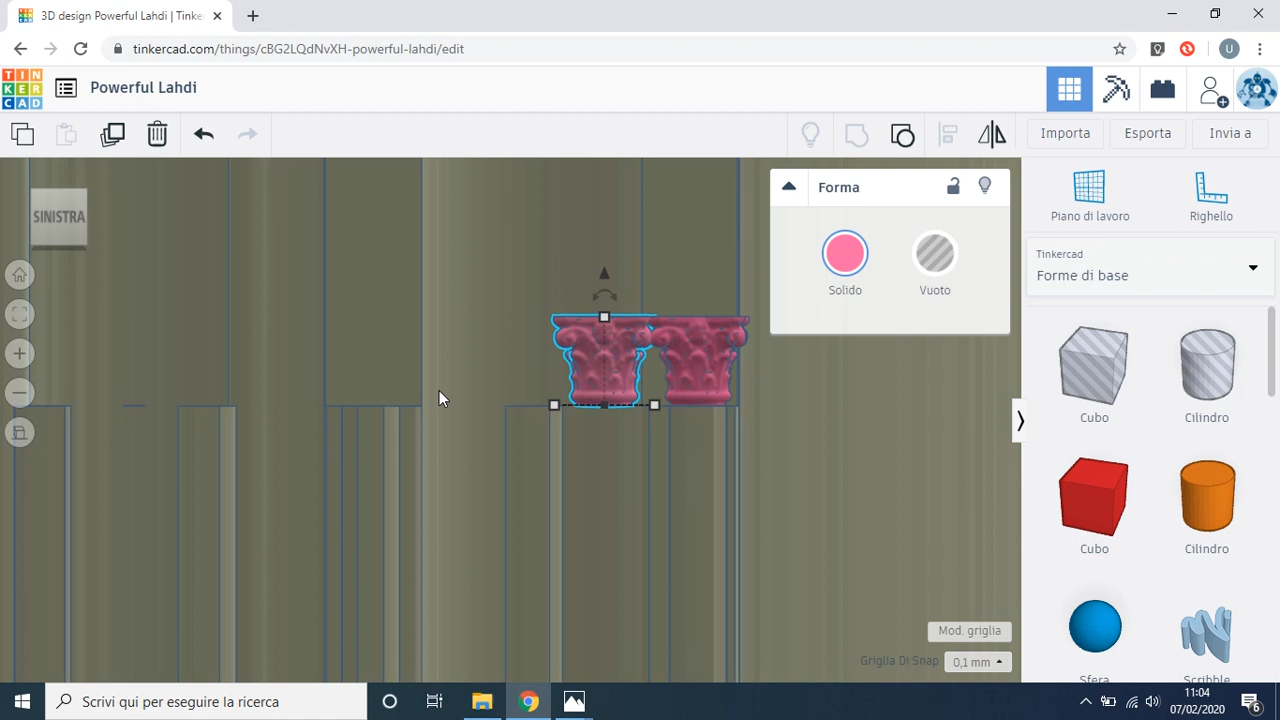 3D design Powerful Lahdi | Tinke
tinkercad.com/things/cBG2LQdNvXH-powerful-lahdi/edit
U
TIN
KER
CAD
Powerful Lahdi
Importa
Esporta
Invia a
SINISTRA
Forma
Solido
Vuoto
Piano di lavoro
Righello
Tinkercad
Forme di base
Cubo
Cilindro
Cubo
Cilindro
Sfera
Scribble
Mod. griglia
Griglia Di Snap
0,1 mm
Scrivi qui per eseguire la ricerca
11:04
07/02/2020
6